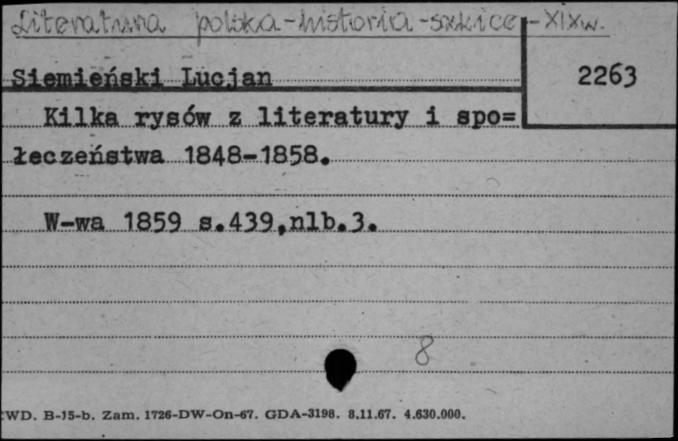 Literatura polska-historia-szkice-XIXw.
Siemieński Lucjan
2263
Kilka rysów z literatury i spo=
łeczeństwa 1848-1858.
W-wa 1859 s.439,nlb.3.
8
WD. B-15-b. Zam. 1726-DW-On-67. GDA-3198. 8.11.67. 4.630.000.